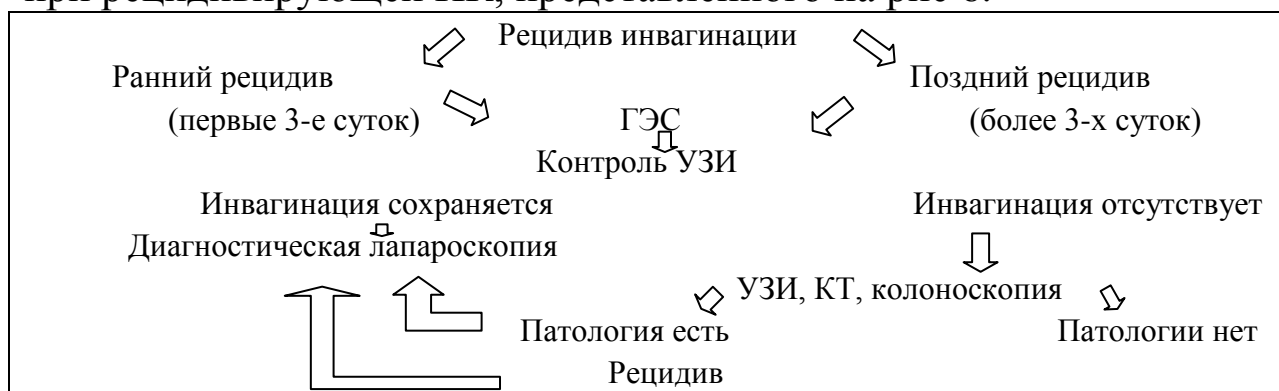 при рецидивирующей ИК, представленного на рис 6.
Рецидив инвагинации
Ранний рецидив Поздний рецидив
(первые 3-е суток) ГЭС (более 3-х суток)
Контроль УЗИ
Инвагинация сохраняется Инвагинация отсутствует
Диагностическая лапароскопия
УЗИ, КТ, колоноскопия
Патология есть Патологии нет
Рецидив